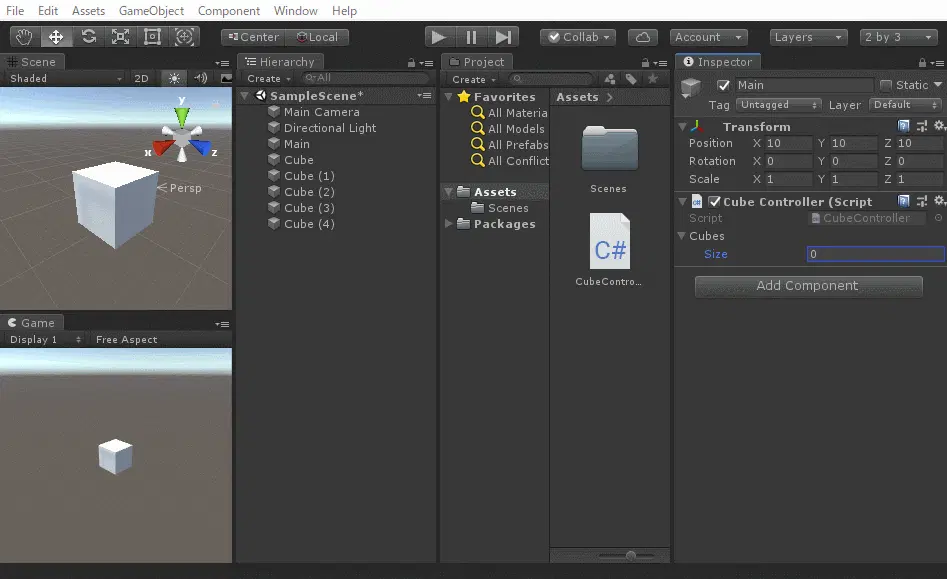 File Edit Assets GameObject Component Window Help
Center Local Collab Account Layers 2 by 3
Scene
Shaded 2D
y
x z
Persp
Game
Display 1 Free Aspect
Hierarchy
Create All
SampleScene*
Main Camera
Directional Light
Main
Cube
Cube (1)
Cube (2)
Cube (3)
Cube (4)
Project
Create
Favorites
All Materia
All Models
All Prefabs
All Conflict
Assets
Scenes
Packages
Assets
Scenes
C#
CubeContro...
Inspector
Main Static
Tag Untagged Layer Default
Transform
Position X 10 Y 10 Z 10
Rotation X 0 Y 0 Z 0
Scale X 1 Y 1 Z 1
C# Cube Controller (Script
Script CubeController
Cubes
Size 0
Add Component